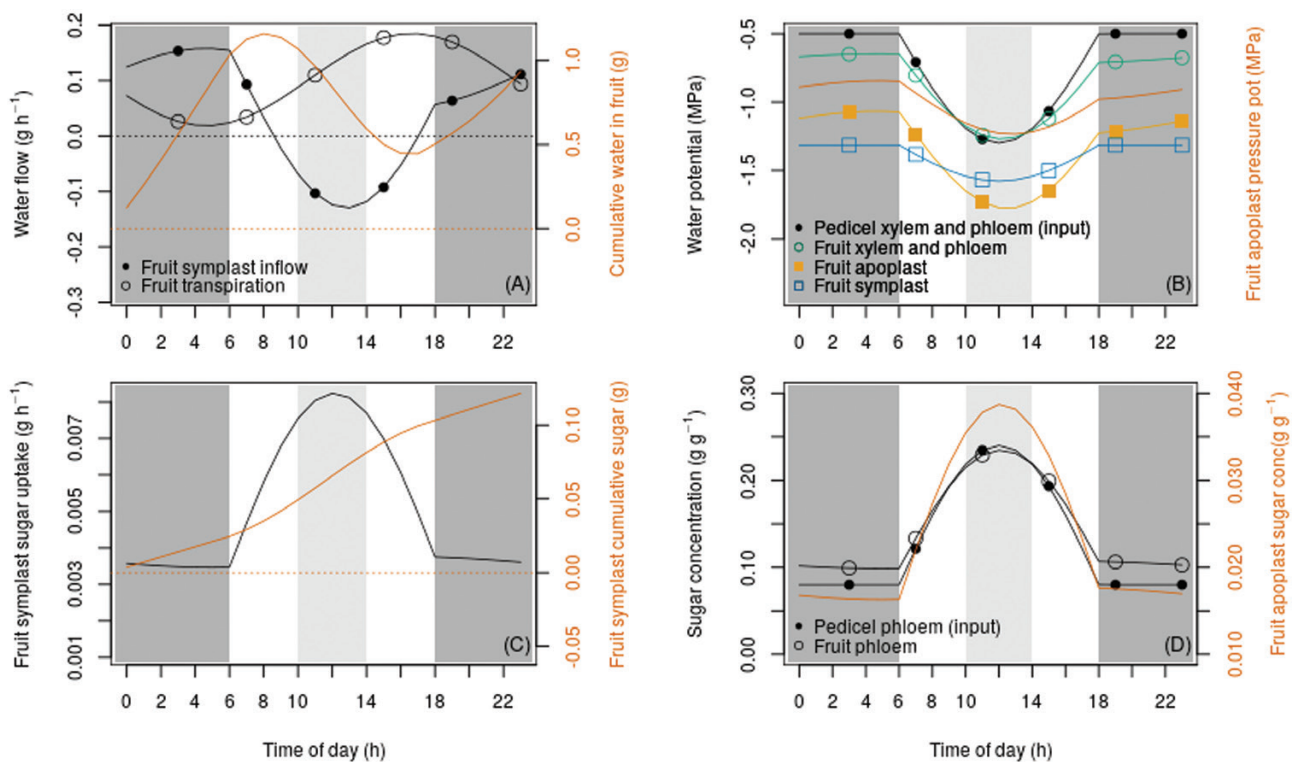 Water flow (g h⁻¹)
0.2
0.1
0.0
-0.1
-0.2
-0.3
Fruit symplast inflow
Fruit transpiration
(A)
1.0
0.5
0.0
Cumulative water in fruit (g)
0 2 4 6 8 10 12 14 18 22
Water potential (MPa)
-0.5
-1.0
-1.5
-2.0
Pedicel xylem and phloem (input)
Fruit xylem and phloem
Fruit apoplast
Fruit symplast
(B)
Fruit apoplast pressure pot (MPa)
0 2 4 6 10 14 18 22
Fruit symplast sugar uptake (g h⁻¹)
0.007
0.005
0.003
0.001
(C)
0.10
0.05
0.00
-0.05
Fruit symplast cumulative sugar (g)
0 2 4 6 8 10 12 14 18 22
Time of day (h)
Sugar concentration (g g⁻¹)
0.30
0.20
0.10
0.00
Pedicel phloem (input)
Fruit phloem
(D)
0.040
0.030
0.020
0.010
Fruit apoplast sugar conc(g g⁻¹)
0 2 4 6 10 14 18 22
Time of day (h)